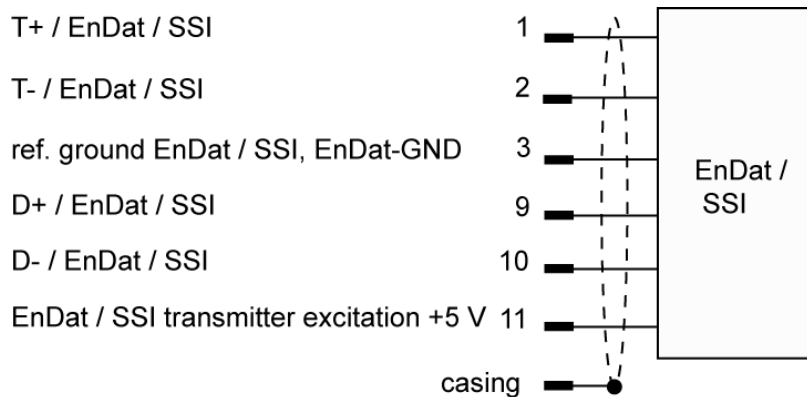 T+ / EnDat / SSI 1
T- / EnDat / SSI 2
ref. ground EnDat / SSI, EnDat-GND 3
D+ / EnDat / SSI 9
D- / EnDat / SSI 10
EnDat / SSI transmitter excitation +5 V 11
casing
EnDat /
SSI